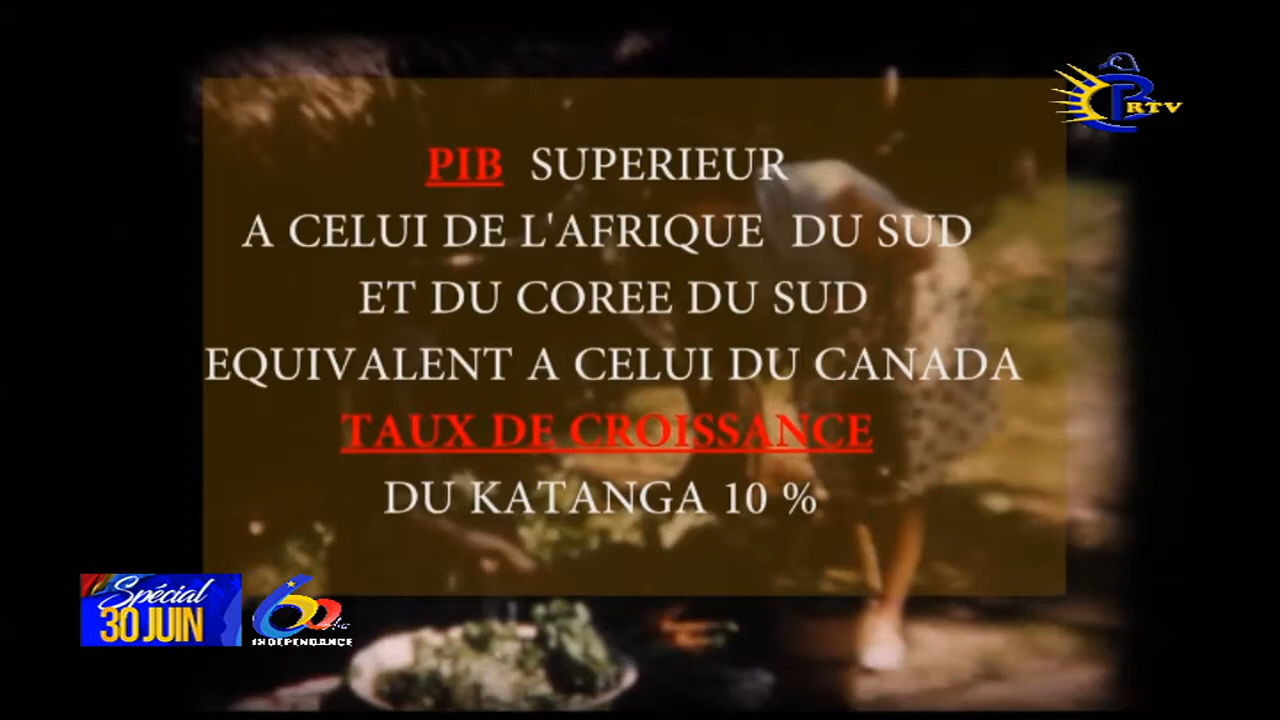 PIB SUPERIEUR
A CELUI DE L'AFRIQUE DU SUD
ET DU COREE DU SUD
EQUIVALENT A CELUI DU CANADA
TAUX DE CROISSANCE
DU KATANGA 10 %
RTV
Spécial
30 JUIN
60
INDEPENDANCE